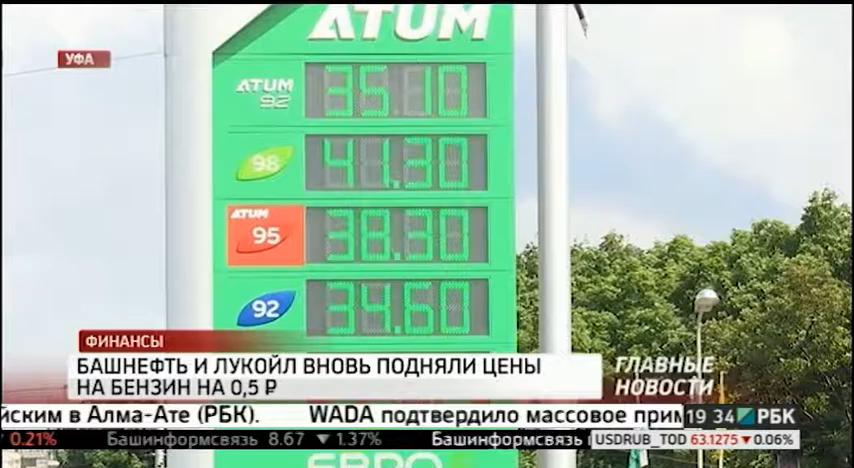 ATUM
УФА
ATUM
92
35.10
98
41.30
ATUM
95
38.30
92
34.60
ФИНАНСЫ
БАШНЕФТЬ И ЛУКОЙЛ ВНОВЬ ПОДНЯЛИ ЦЕНЫ
НА БЕНЗИН НА 0,5 ₽
ГЛАВНЫЕ
НОВОСТИ
йским в Алма-Ате (РБК). WADA подтвердило массовое прим
19 34 РБК
0.21% Башинформсвязь 8.67 ▼ 1.37% Башинформсвязь
USDRUB_TOD 63.1275 ▼ 0.06%
ЕВРО